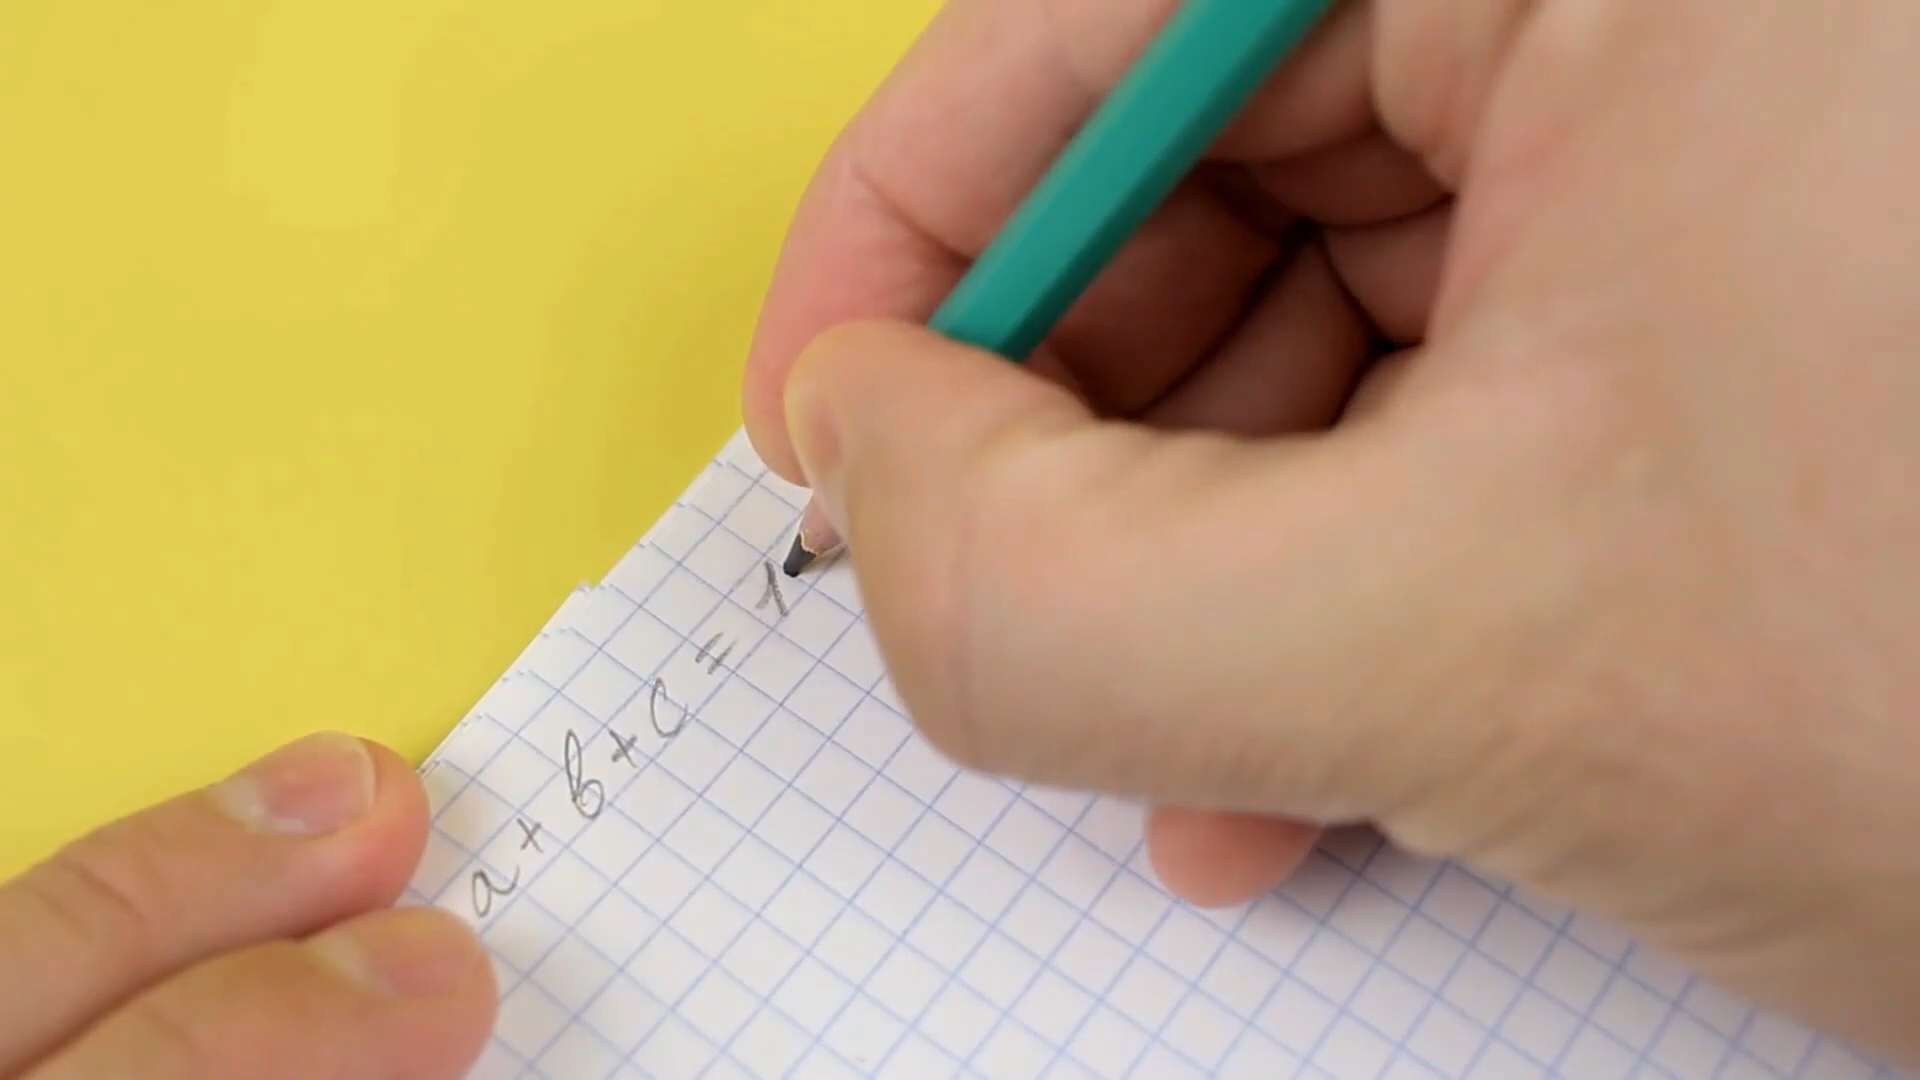 a + b + c = 1